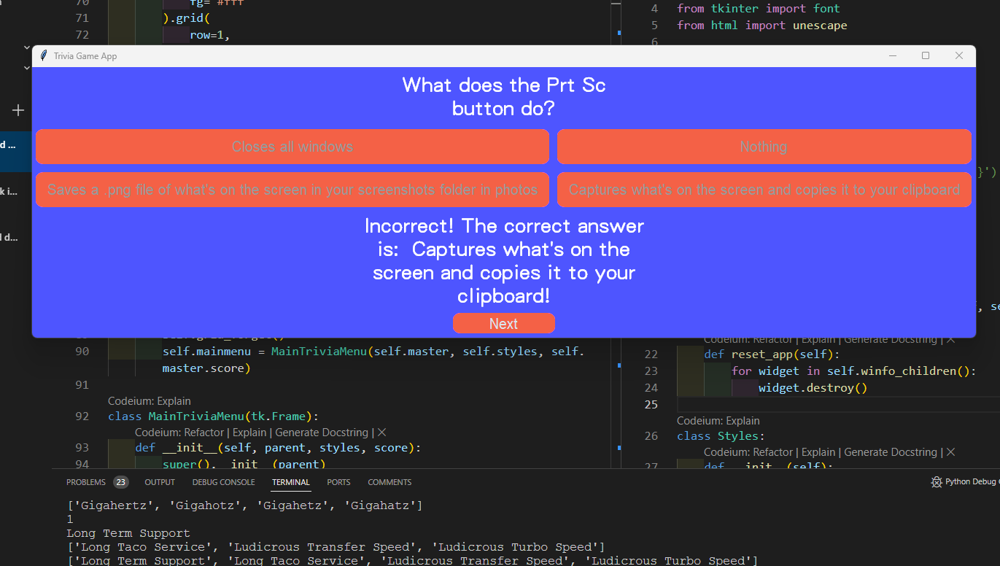 70 fg="#fff"
71 ).grid(
72 row=1,
4 from tkinter import font
5 from html import unescape
6
Trivia Game App
What does the Prt Sc
button do?
Closes all windows
Nothing
Saves a .png file of what's on the screen in your screenshots folder in photos
Captures what's on the screen and copies it to your clipboard
Incorrect! The correct answer
is:  Captures what's on the
screen and copies it to your
clipboard!
Next
d ...
k i...
d...
}')
, se
90 self.mainmenu = MainTriviaMenu(self.master, self.styles, self.
master.score)
91
Codeium: Explain
92 class MainTriviaMenu(tk.Frame):
Codeium: Refactor | Explain | Generate Docstring | ×
93 def __init__(self, parent, styles, score):
94 super().__init__(parent)
Codeium: Refactor | Explain | Generate Docstring | ×
22 def reset_app(self):
23 for widget in self.winfo_children():
24 widget.destroy()
25
Codeium: Explain
26 class Styles:
Codeium: Refactor | Explain | Generate Docstring | ×
27 def __init__(self):
PROBLEMS 23 OUTPUT DEBUG CONSOLE TERMINAL PORTS COMMENTS
Python Debug
['Gigahertz', 'Gigahotz', 'Gigahetz', 'Gigahatz']
1
Long Term Support
['Long Taco Service', 'Ludicrous Transfer Speed', 'Ludicrous Turbo Speed']
['Long Term Support', 'Long Taco Service', 'Ludicrous Transfer Speed', 'Ludicrous Turbo Speed']